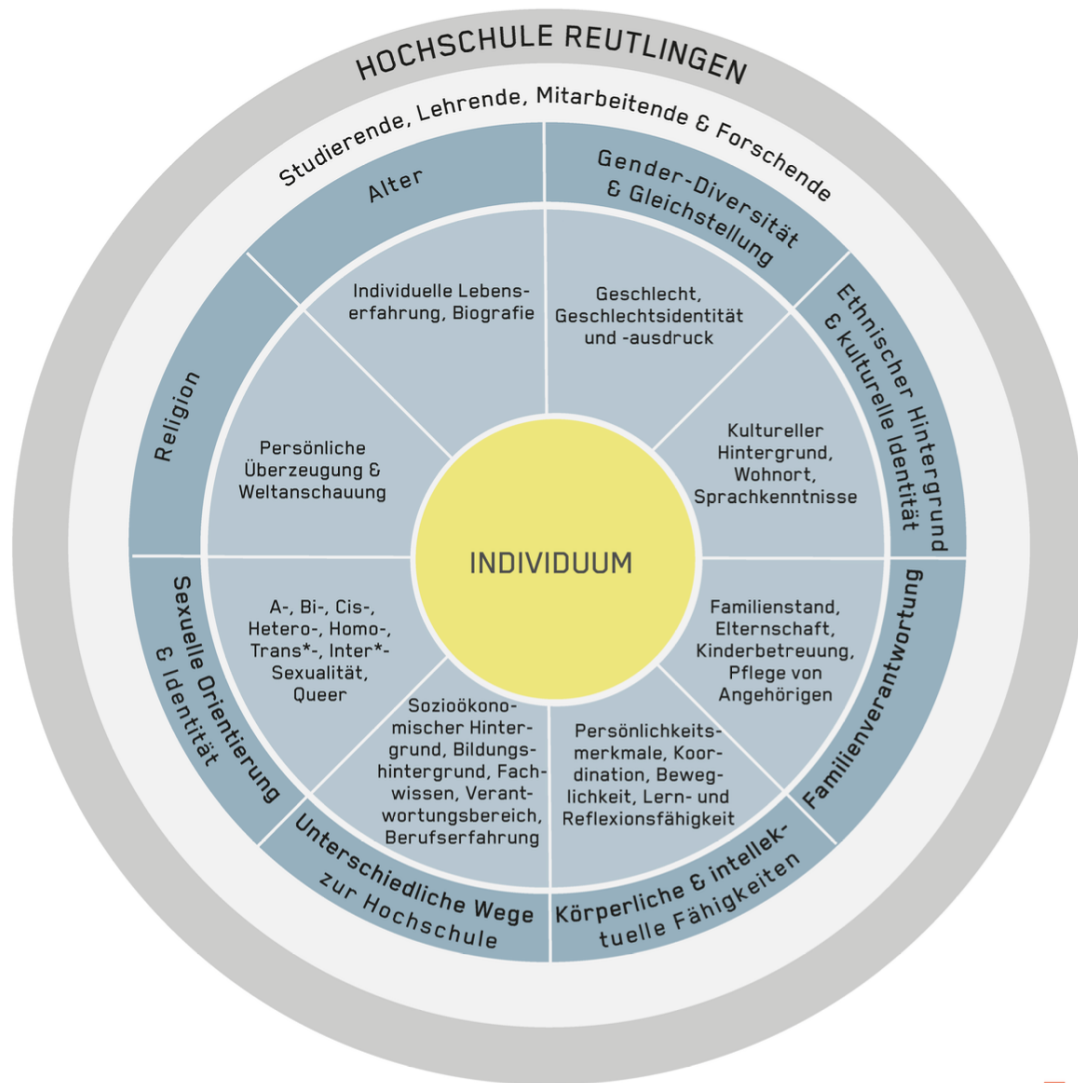 HOCHSCHULE REUTLINGEN
Studierende, Lehrende, Mitarbeitende & Forschende
Alter
Individuelle Lebens-
erfahrung, Biografie
Gender-Diversität
& Gleichstellung
Geschlecht,
Geschlechtsidentität
und -ausdruck
Ethnischer Hintergrund
& kulturelle Identität
Kultureller
Hintergrund,
Wohnort,
Sprachkenntnisse
Familienverantwortung
Familienstand,
Elternschaft,
Kinderbetreuung,
Pflege von
Angehörigen
Körperliche & intellek-
tuelle Fähigkeiten
Persönlichkeits-
merkmale, Koor-
dination, Beweg-
lichkeit, Lern- und
Reflexionsfähigkeit
Unterschiedliche Wege
zur Hochschule
Sozioökono-
mischer Hinter-
grund, Bildungs-
hintergrund, Fach-
wissen, Verant-
wortungsbereich,
Berufserfahrung
Sexuelle Orientierung
& Identität
A-, Bi-, Cis-,
Hetero-, Homo-,
Trans*-, Inter*-
Sexualität,
Queer
Religion
Persönliche
Überzeugung &
Weltanschauung
INDIVIDUUM